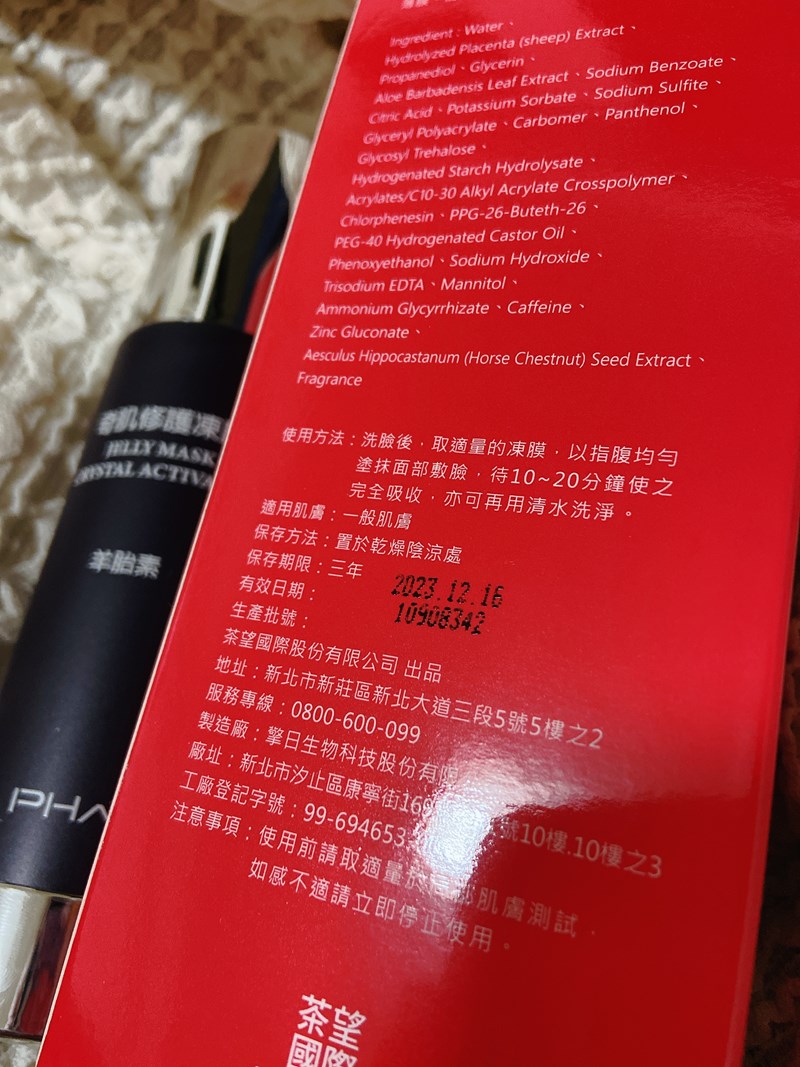 Ingredient : Water、
Hydrolyzed Placenta (sheep) Extract、
Propanediol、Glycerin、
Aloe Barbadensis Leaf Extract、Sodium Benzoate、
Citric Acid、Potassium Sorbate、Sodium Sulfite、
Glyceryl Polyacrylate、Carbomer、Panthenol、
Glycosyl Trehalose、
Hydrogenated Starch Hydrolysate、
Acrylates/C10-30 Alkyl Acrylate Crosspolymer、
Chlorphenesin、PPG-26-Buteth-26、
PEG-40 Hydrogenated Castor Oil、
Phenoxyethanol、Sodium Hydroxide、
Trisodium EDTA、Mannitol、
Ammonium Glycyrrhizate、Caffeine、
Zinc Gluconate、
Aesculus Hippocastanum (Horse Chestnut) Seed Extract、
Fragrance
使用方法：洗臉後，取適量的凍膜，以指腹均勻
塗抹面部敷臉，待10~20分鐘使之
完全吸收，亦可再用清水洗淨。
適用肌膚：一般肌膚
保存方法：置於乾燥陰涼處
保存期限：三年
有效日期： 2023.12.16
生產批號： 10908342
茶望國際股份有限公司 出品
地址：新北市新莊區新北大道三段5號5樓之2
服務專線：0800-600-099
製造廠：擎日生物科技股份有限
廠址：新北市汐止區康寧街16 號10樓.10樓之3
工廠登記字號：99-694653
注意事項：使用前請取適量於 肌膚測試，
如感不適請立即停止使用。
茶望
國際
肌修護凍
JELLY MASK
CRYSTAL ACTIVA
羊胎素
IPHA